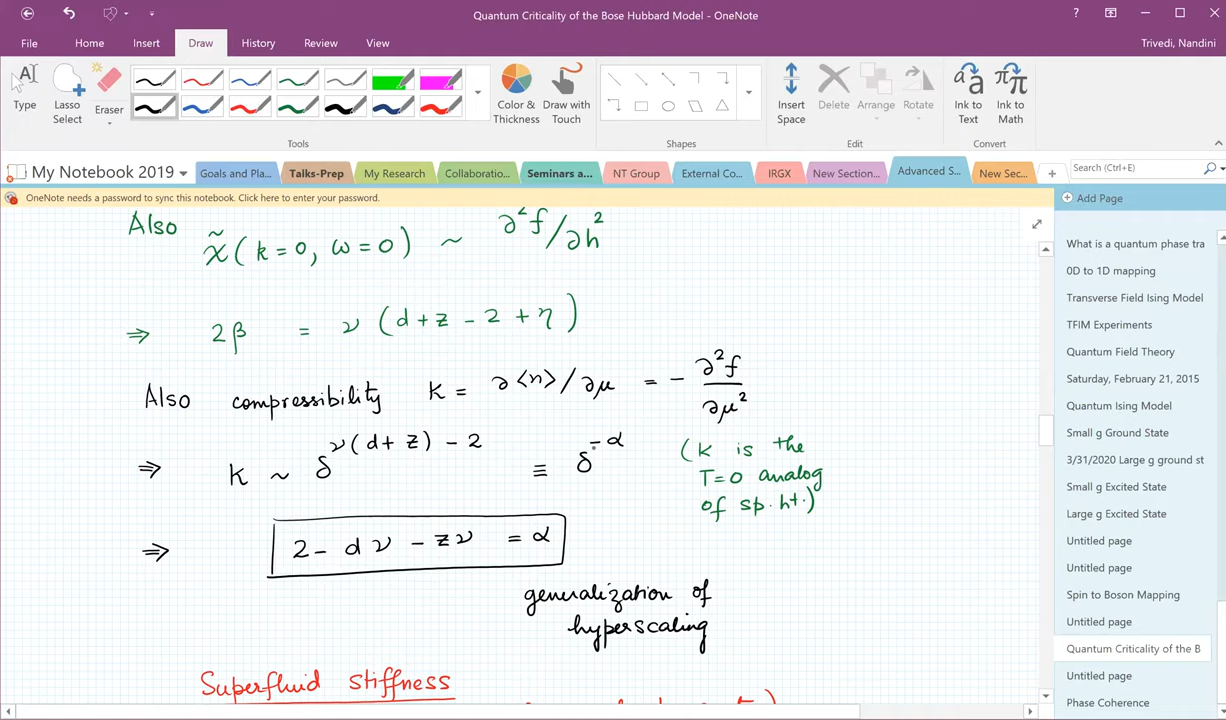 Quantum Criticality of the Bose Hubbard Model - OneNote
File Home Insert Draw History Review View
Trivedi, Nandini
Type
Lasso Select
Eraser
Color & Thickness
Draw with Touch
Insert Space
Delete
Arrange
Rotate
Ink to Text
Ink to Math
Tools
Shapes
Edit
Convert
My Notebook 2019
Goals and Pla...
Talks-Prep
My Research
Collaboratio...
Seminars a...
NT Group
External Co...
IRGX
New Section...
Advanced S...
New Sec...
Search (Ctrl+E)
OneNote needs a password to sync this notebook. Click here to enter your password.
Also χ̃ (k=0, ω=0) ~ ∂²f/∂h²
⇒ 2β = ν (d+z-2+η)
Also compressibility K = ∂<n>/∂μ = - ∂²f/∂μ²
⇒ K ~ δ^ν(d+z)-2 ≡ δ^-α
(K is the
T=0 analog
of sp. ht.)
⇒ 2-dν-zν = α
generalization of
hyperscaling
Superfluid stiffness
Add Page
What is a quantum phase tra
0D to 1D mapping
Transverse Field Ising Model
TFIM Experiments
Quantum Field Theory
Saturday, February 21, 2015
Quantum Ising Model
Small g Ground State
3/31/2020 Large g ground st
Small g Excited State
Large g Excited State
Untitled page
Untitled page
Spin to Boson Mapping
Untitled page
Quantum Criticality of the B
Untitled page
Phase Coherence